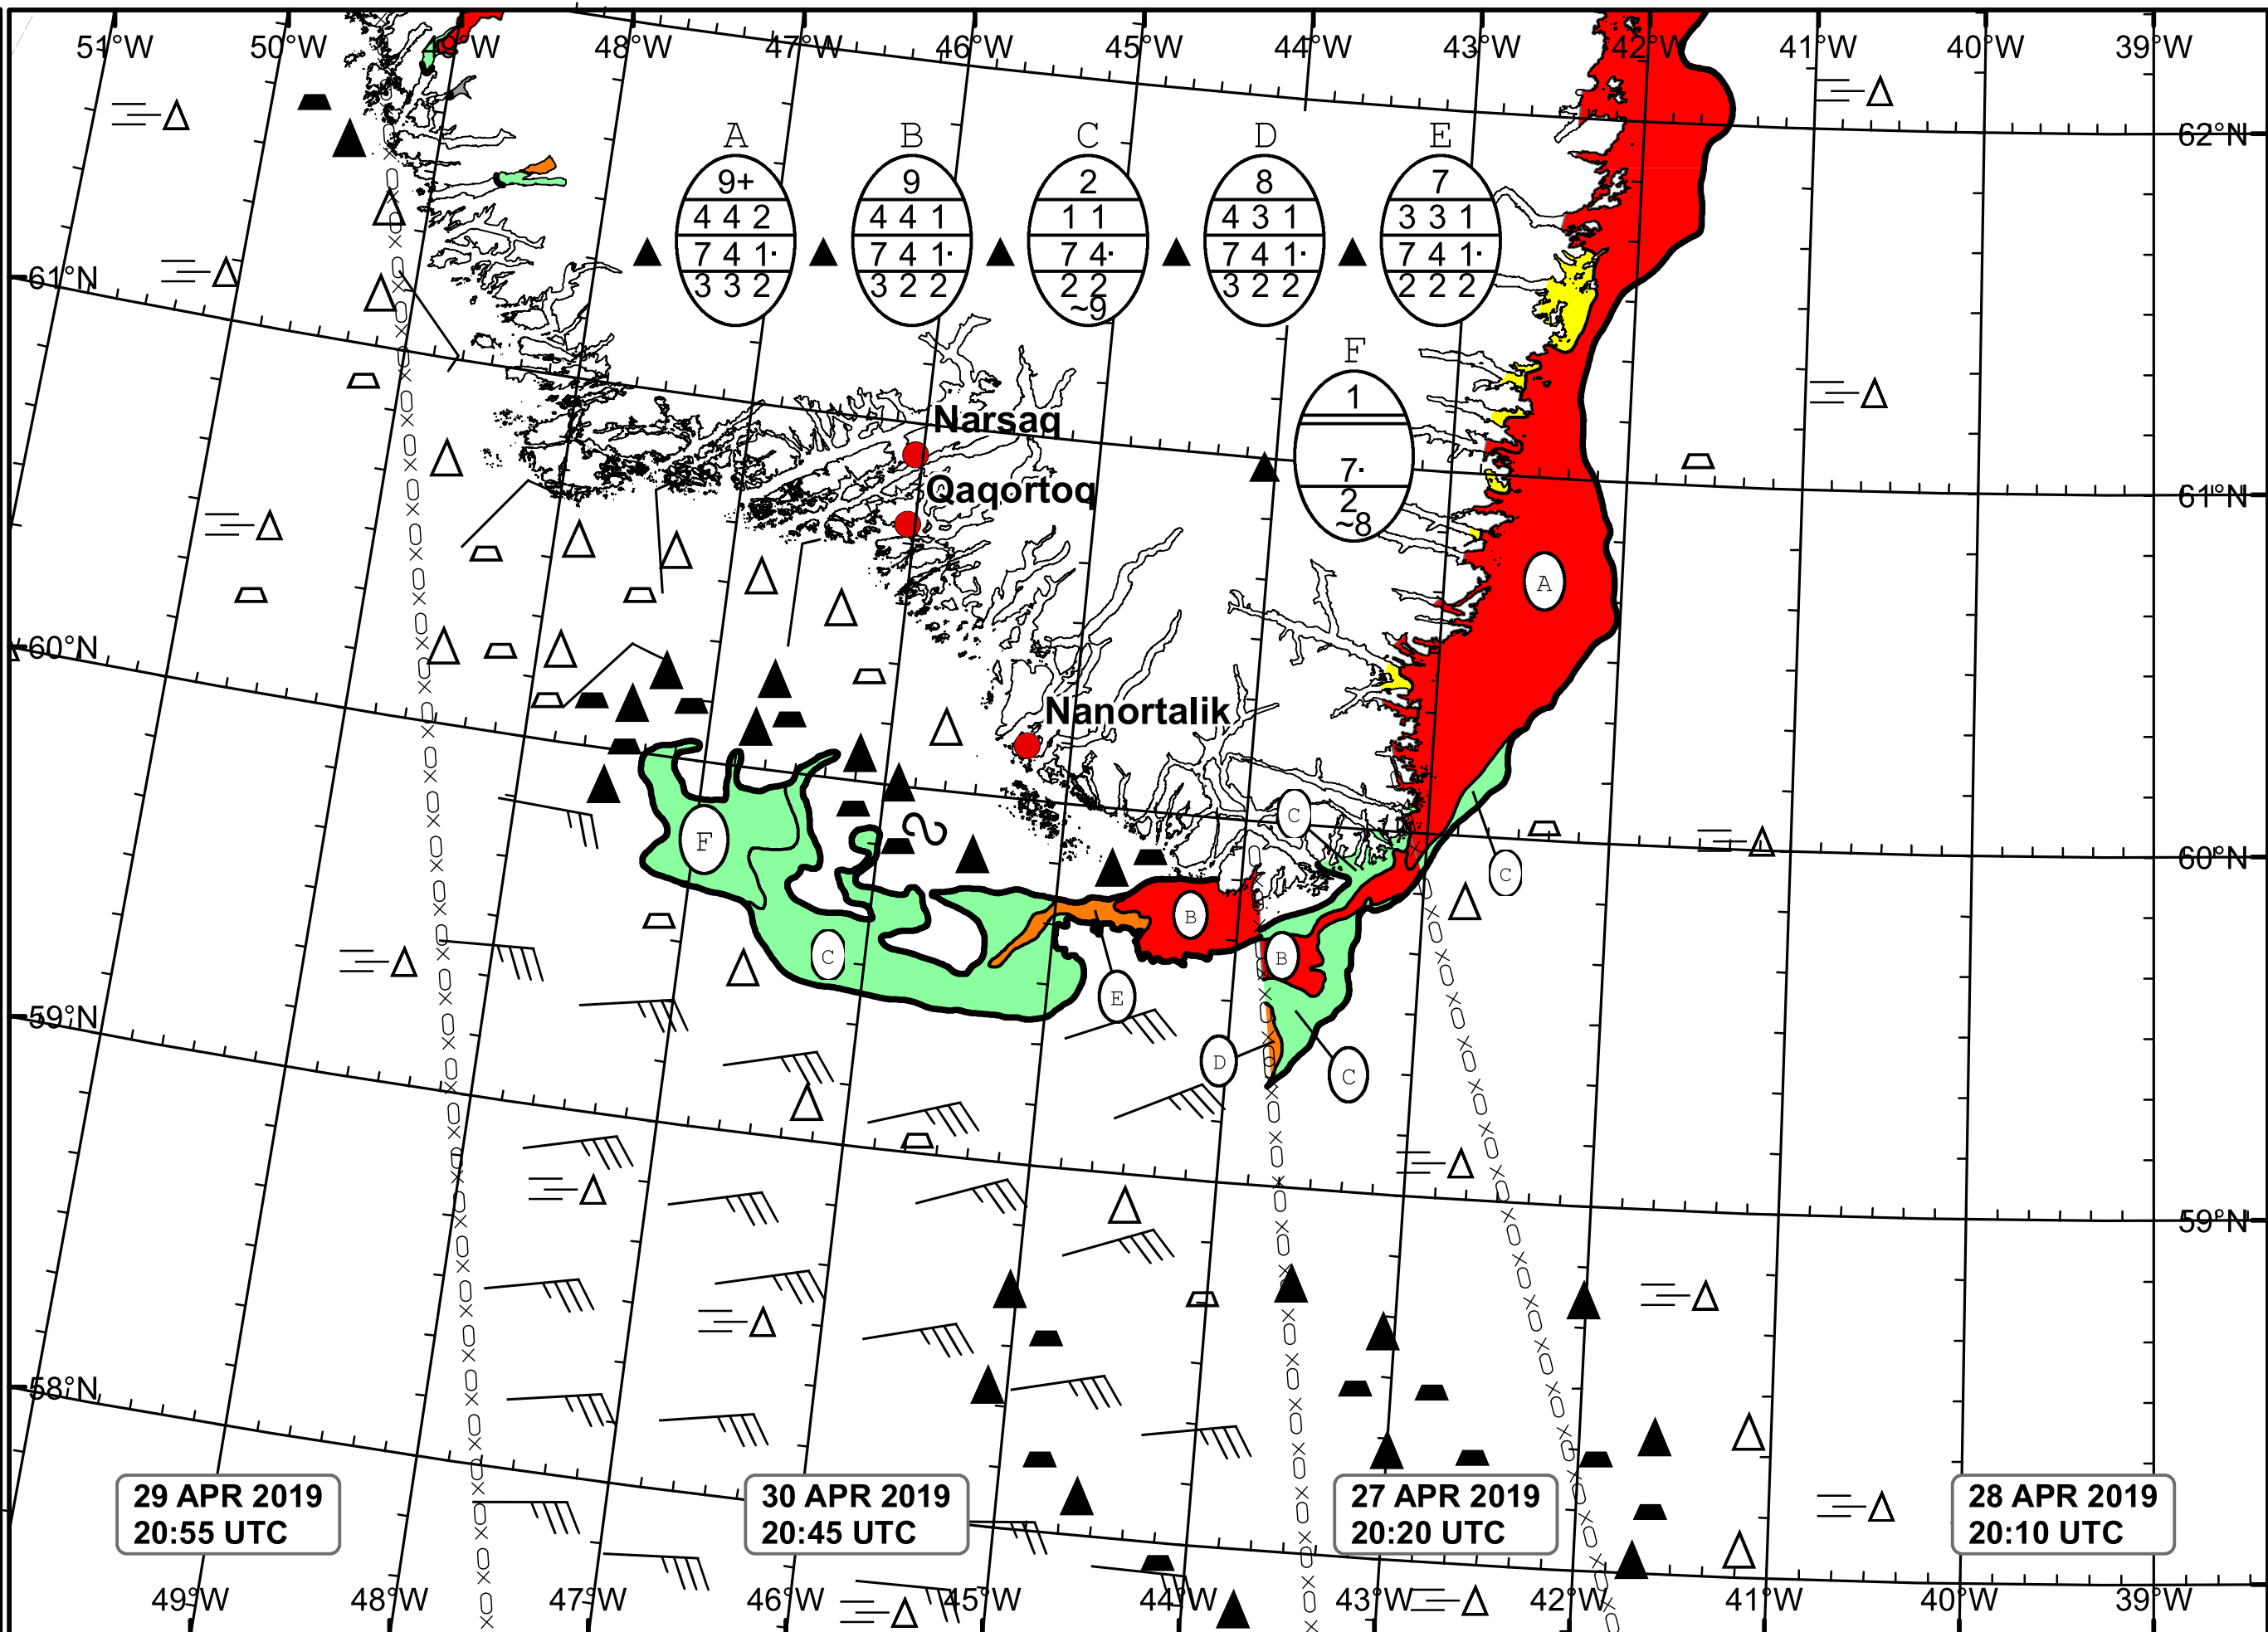 51°W 50°W 49°W 48°W 47°W 46°W 45°W 44°W 43°W 42°W 41°W 40°W 39°W
62°N
A B C D E
9+ 9 2 8 7
4 4 2 4 4 1 1 1 4 3 1 3 3 1
7 4 1· 7 4 1· 7 4· 7 4 1· 7 4 1·
3 3 2 3 2 2 2 2 3 2 2 2 2 2
~9
61°N
F
1
7·
2
~8
Narsaq
Qaqortoq
61°N
A
60°N
Nanortalik
C
F
60°N
C
B
C
B
E
59°N
D
C
59°N
58°N
29 APR 2019
20:55 UTC
30 APR 2019
20:45 UTC
27 APR 2019
20:20 UTC
28 APR 2019
20:10 UTC
49°W 48°W 47°W 46°W 45°W 44°W 43°W 42°W 41°W 40°W 39°W